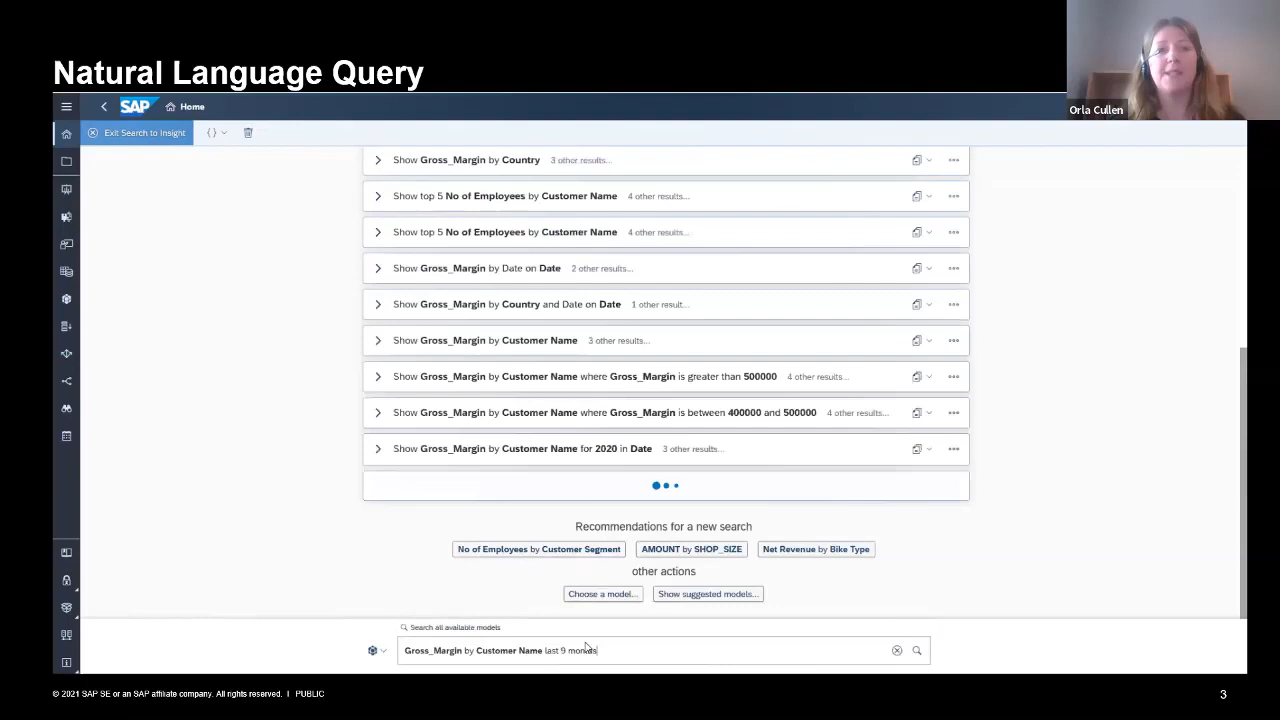 Natural Language Query
Orla Cullen
SAP Home
Exit Search to Insight
Show Gross_Margin by Country 3 other results...
Show top 5 No of Employees by Customer Name 4 other results...
Show top 5 No of Employees by Customer Name 4 other results...
Show Gross_Margin by Date on Date 2 other results...
Show Gross_Margin by Country and Date on Date 1 other result...
Show Gross_Margin by Customer Name 3 other results...
Show Gross_Margin by Customer Name where Gross_Margin is greater than 500000 4 other results...
Show Gross_Margin by Customer Name where Gross_Margin is between 400000 and 500000 4 other results...
Show Gross_Margin by Customer Name for 2020 in Date 3 other results...
Recommendations for a new search
No of Employees by Customer Segment AMOUNT by SHOP_SIZE Net Revenue by Bike Type
other actions
Choose a model... Show suggested models...
Search all available models
Gross_Margin by Customer Name last 9 months
© 2021 SAP SE or an SAP affiliate company. All rights reserved. I PUBLIC
3